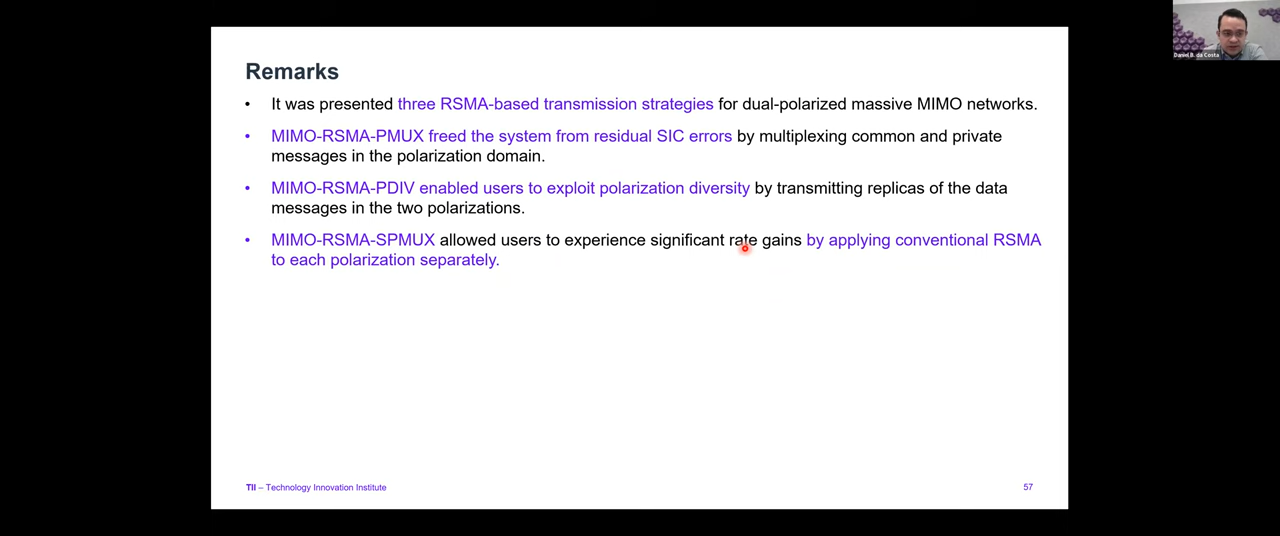 Remarks
• It was presented three RSMA-based transmission strategies for dual-polarized massive MIMO networks.
• MIMO-RSMA-PMUX freed the system from residual SIC errors by multiplexing common and private
messages in the polarization domain.
• MIMO-RSMA-PDIV enabled users to exploit polarization diversity by transmitting replicas of the data
messages in the two polarizations.
• MIMO-RSMA-SPMUX allowed users to experience significant rate gains by applying conventional RSMA
to each polarization separately.
TII – Technology Innovation Institute
57
Daniel B. da Costa